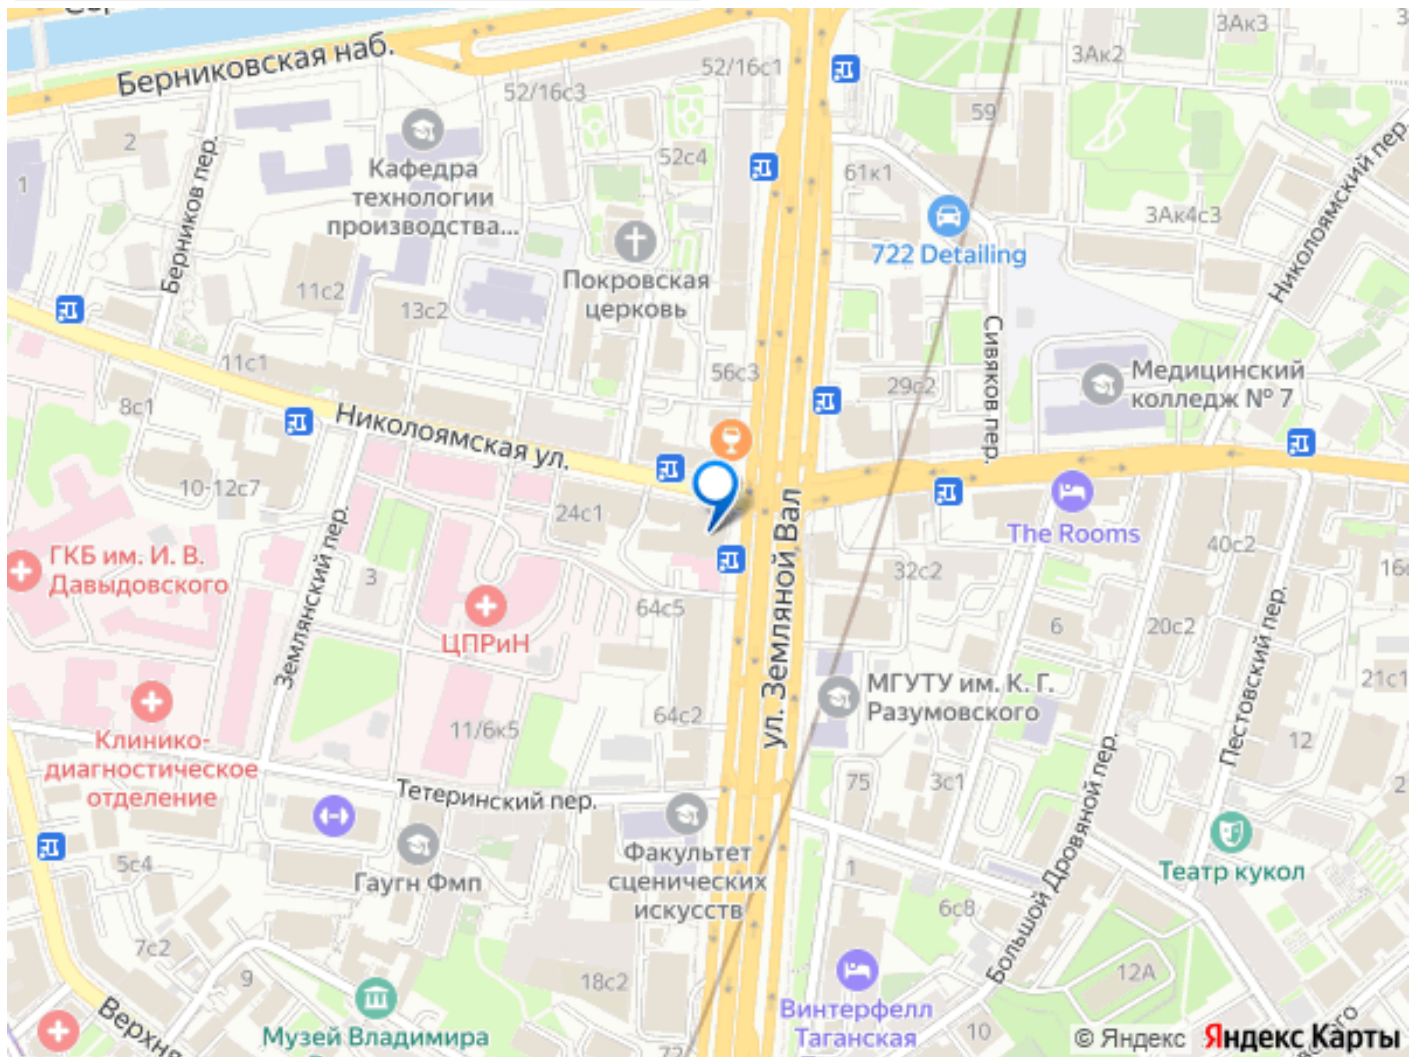 Берниковская наб.
52/16с1
3Ак3
3Ак2
52/16с3
59
2
Берников пер.
Кафедра
технологии
производства...
52с4
61к1
1
3Ак4с3
Николоямский пер.
722 Detailing
Покровская
церковь
11с2
13с2
Сивяков пер.
11с1
56с3
29с2
Медицинский
колледж № 7
8с1
Николоямская ул.
10-12с7
24с1
ул. Земляной Вал
The Rooms
40с2
ГКБ им. И. В.
Давыдовского
Землянский пер.
3
32с2
16с
64с5
6
20с2
ЦПРиН
Пестовский пер.
21с1
МГУТУ им. К. Г.
Разумовского
64с2
11/6к5
Клинико-
диагностическое
отделение
12
Тетеринский пер.
75
3с1
2
Большой Дровяной пер.
5с4
Гаугн Фмп
Факультет
сценических
искусств
1
Театр кукол
6с8
7с2
9
18с2
12А
Верхня
Музей Владимира
Винтерфелл
Таганская
10
72
© Яндекс Яндекс Карты